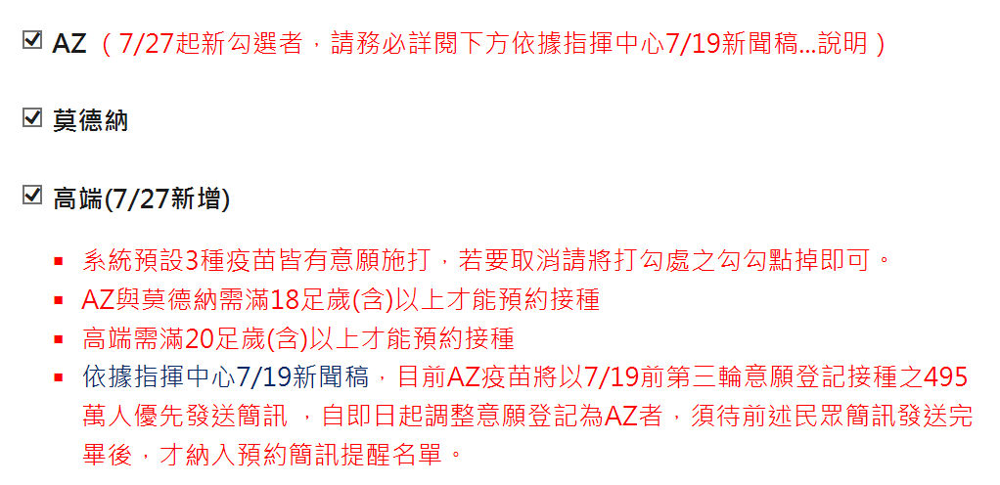 AZ（7/27起新勾選者，請務必詳閱下方依據指揮中心7/19新聞稿...說明）
莫德納
高端(7/27新增)
系統預設3種疫苗皆有意願施打，若要取消請將打勾處之勾勾點掉即可。
AZ與莫德納需滿18足歲(含)以上才能預約接種
高端需滿20足歲(含)以上才能預約接種
依據指揮中心7/19新聞稿，目前AZ疫苗將以7/19前第三輪意願登記接種之495
萬人優先發送簡訊 ，自即日起調整意願登記為AZ者，須待前述民眾簡訊發送完
畢後，才納入預約簡訊提醒名單。